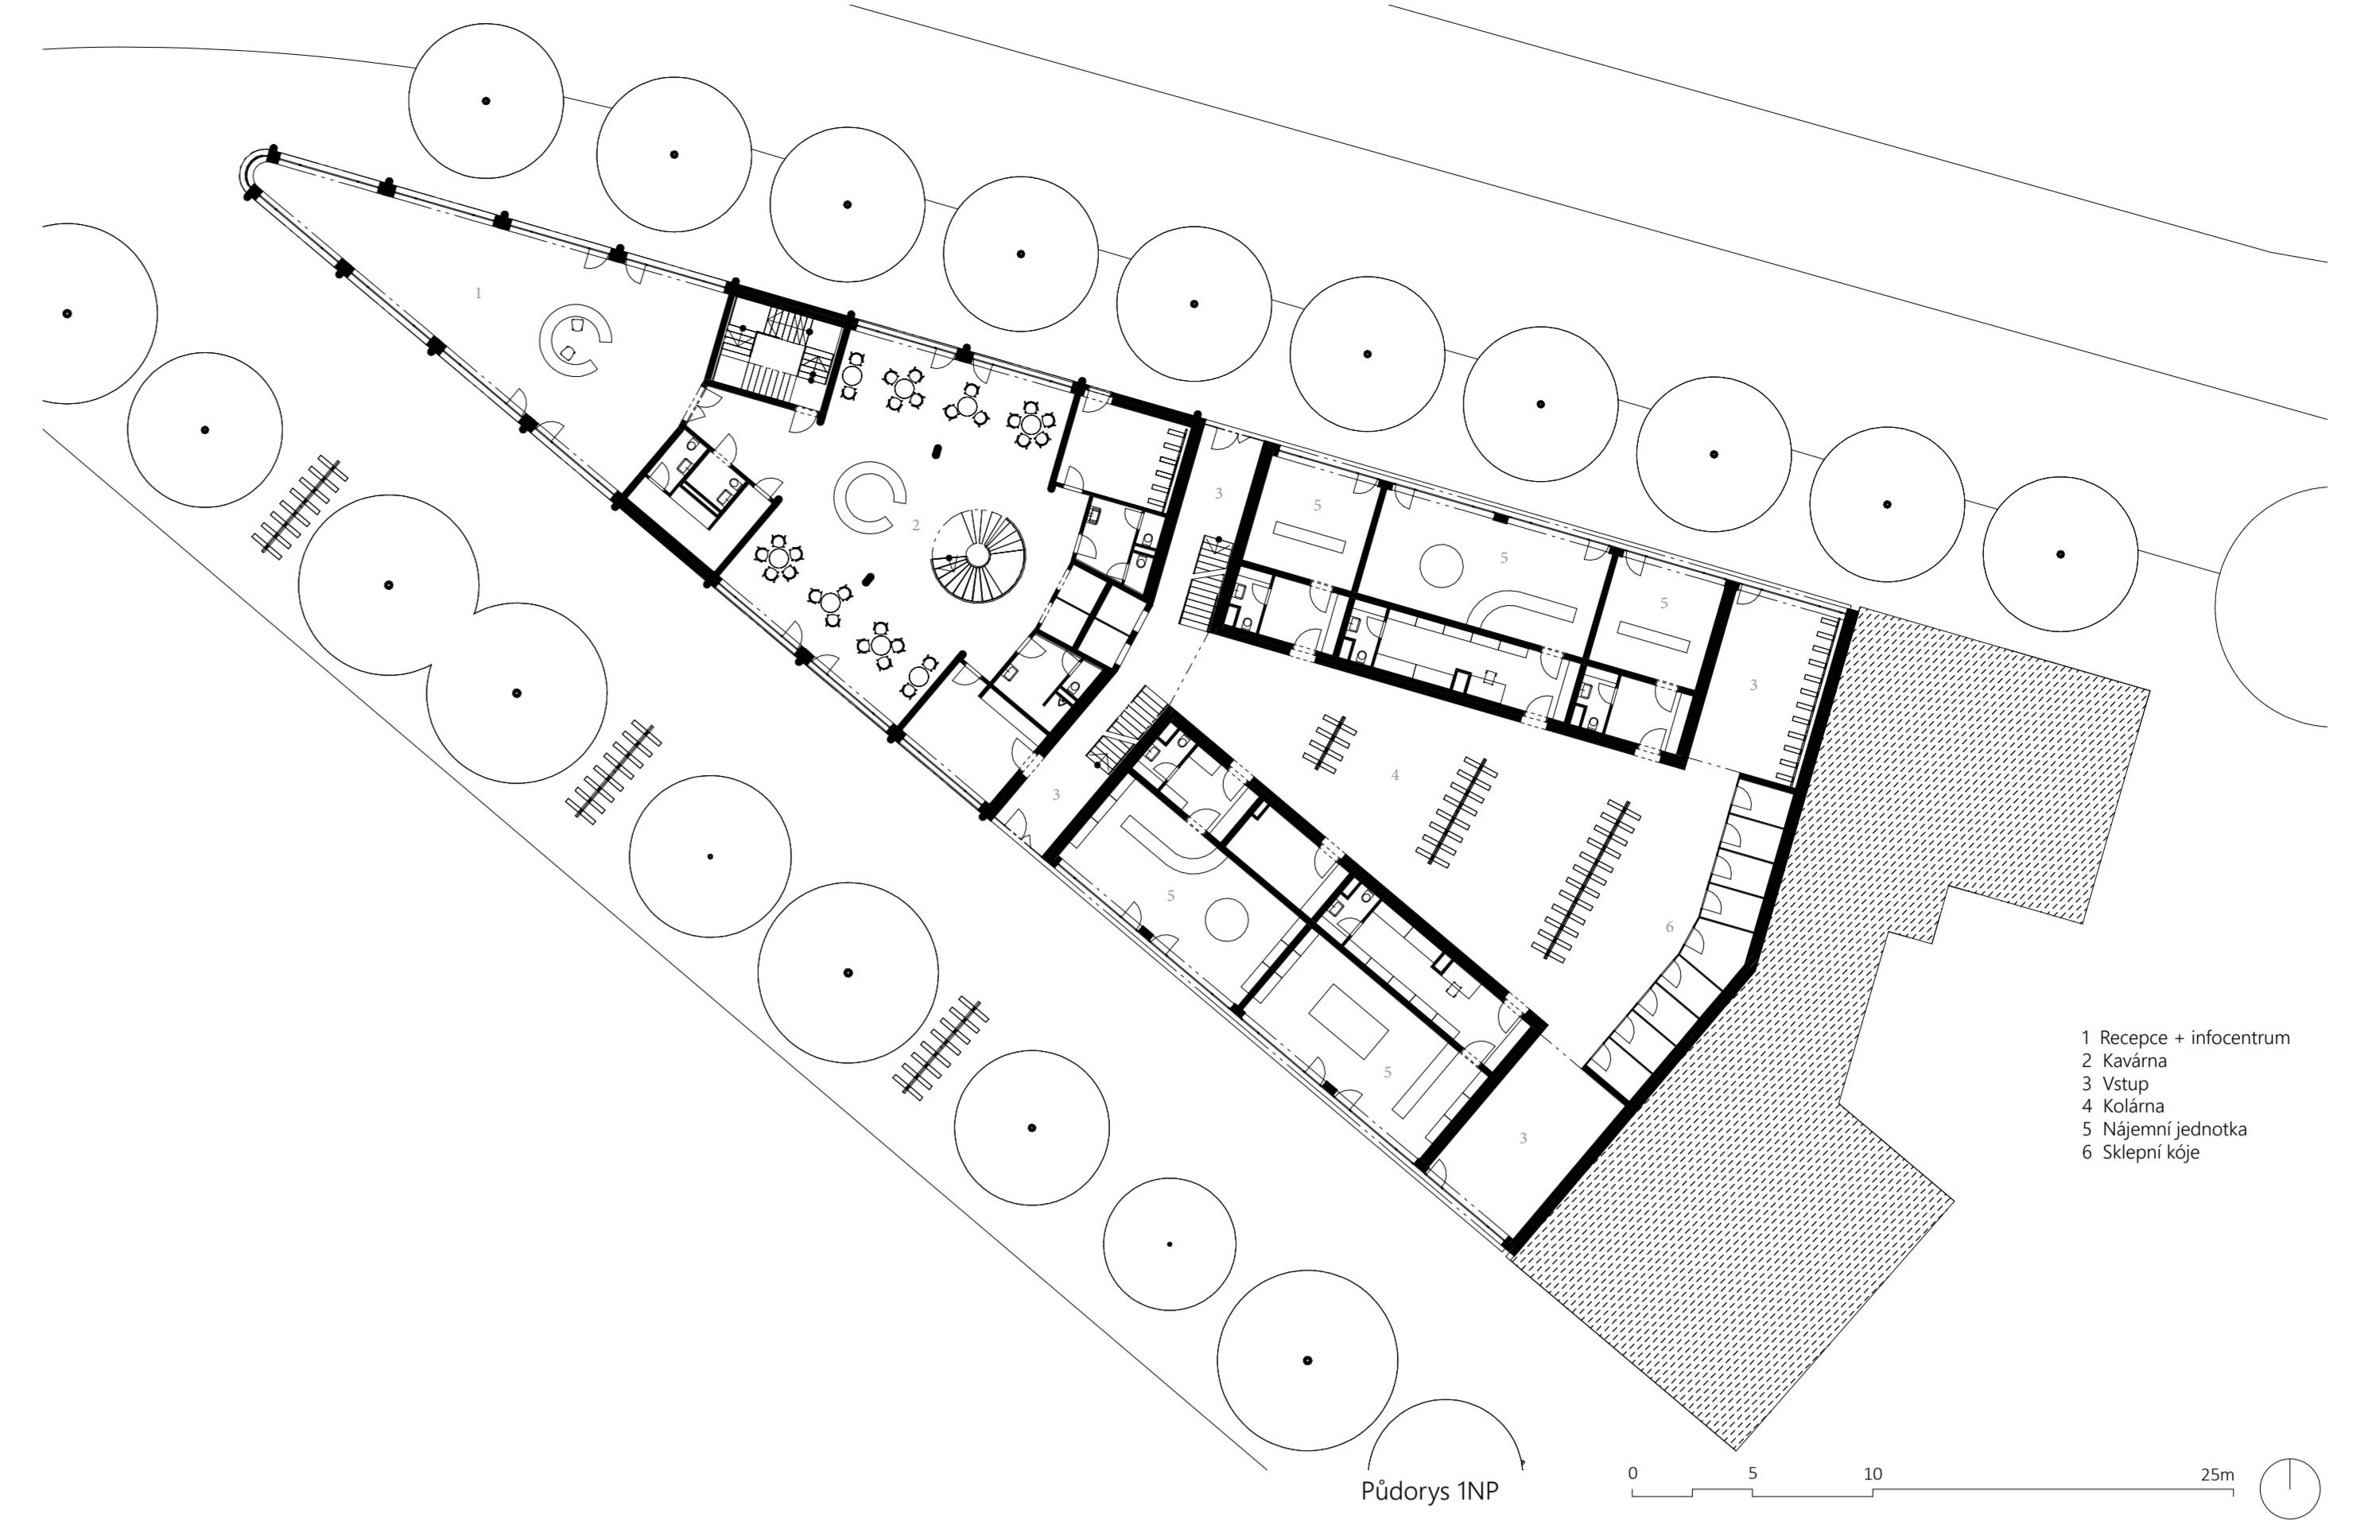 1
2
3
5
5
5
3
4
3
5
6
5
3
1 Recepce + infocentrum
2 Kavárna
3 Vstup
4 Kolárna
5 Nájemní jednotka
6 Sklepní kóje
Půdorys 1NP
0 5 10 25m